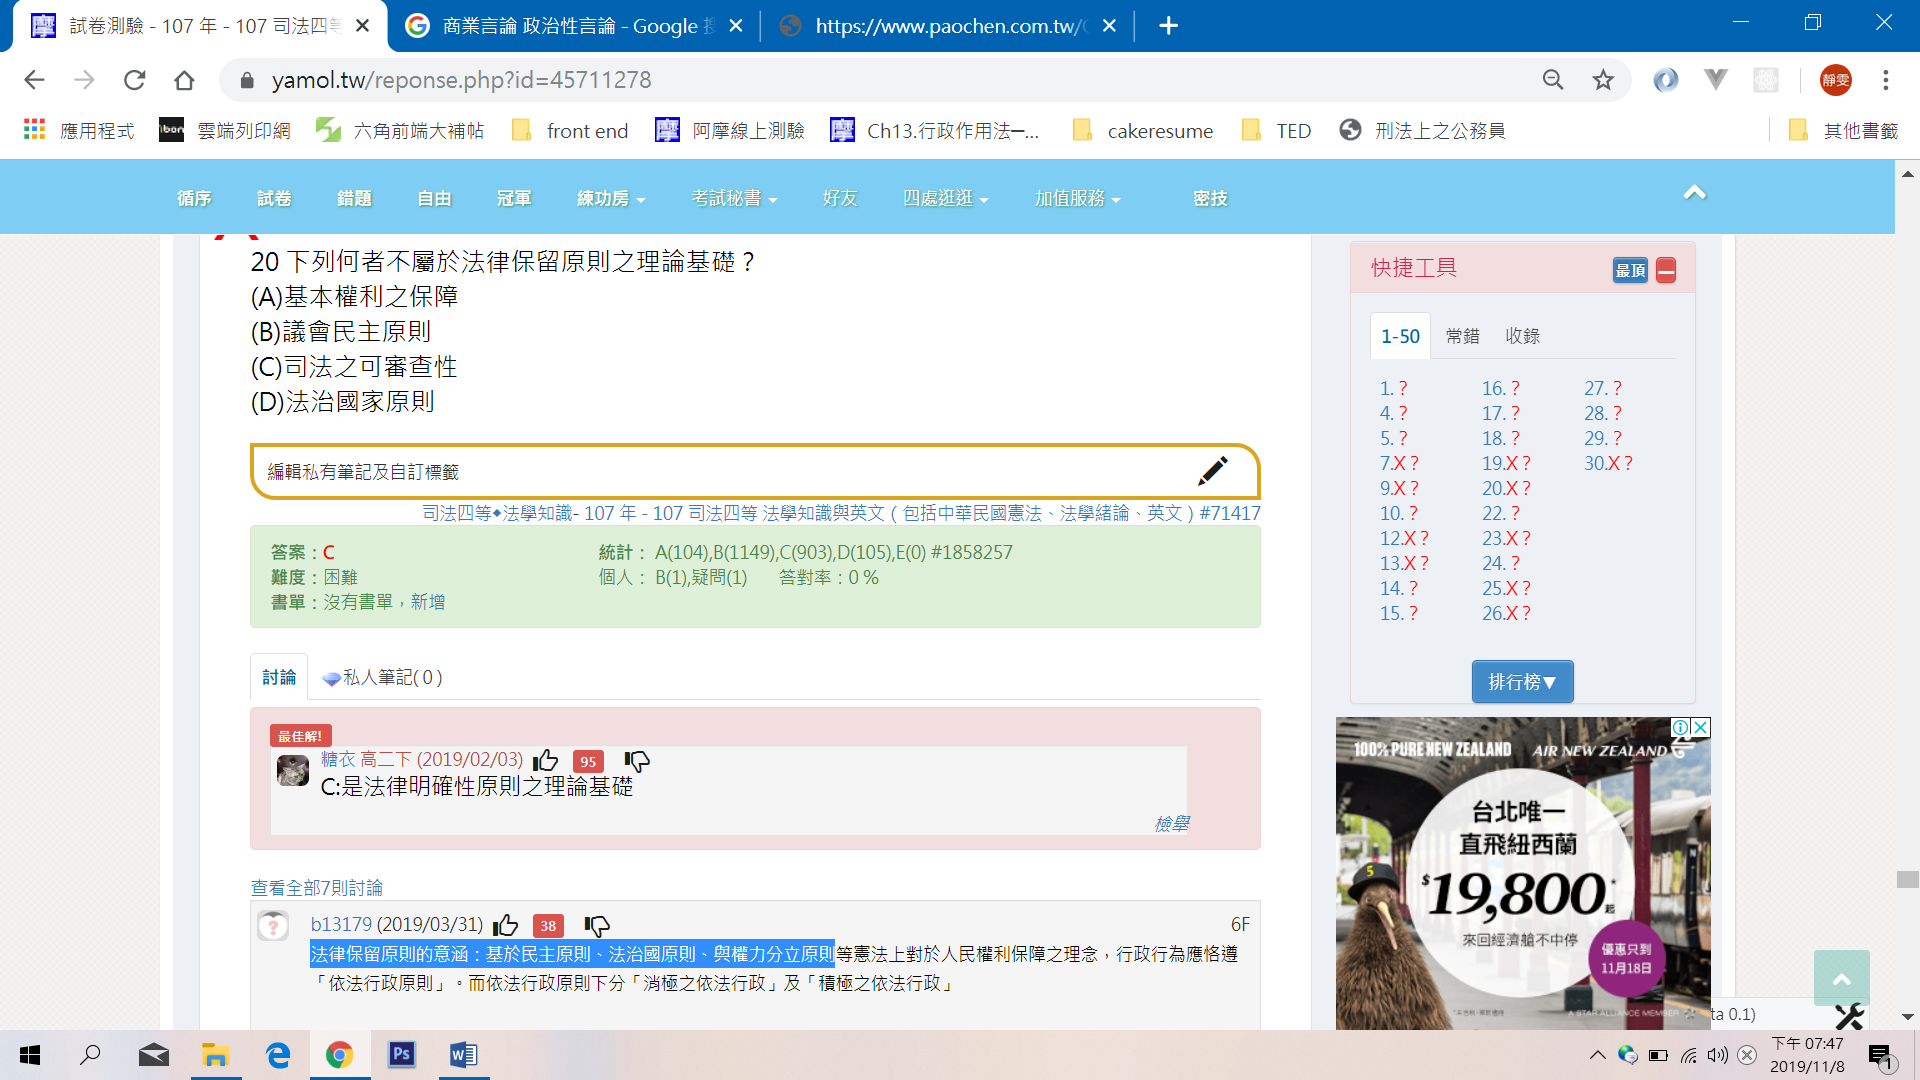 試卷測驗 - 107 年 - 107 司法四等
商業言論 政治性言論 - Google
https://www.paochen.com.tw/
yamol.tw/reponse.php?id=45711278
靜雯
應用程式
ibon
雲端列印網
六角前端大補帖
front end
阿摩線上測驗
Ch13.行政作用法─...
cakeresume
TED
刑法上之公務員
其他書籤
循序
試卷
錯題
自由
冠軍
練功房
考試秘書
好友
四處逛逛
加值服務
密技
20 下列何者不屬於法律保留原則之理論基礎？
(A)基本權利之保障
(B)議會民主原則
(C)司法之可審查性
(D)法治國家原則
編輯私有筆記及自訂標籤
司法四等◆法學知識- 107 年 - 107 司法四等 法學知識與英文（包括中華民國憲法、法學緒論、英文）#71417
答案：C
統計： A(104),B(1149),C(903),D(105),E(0) #1858257
難度：困難
個人： B(1),疑問(1) 答對率：0 %
書單：沒有書單，新增
討論
私人筆記( 0 )
最佳解!
糖衣 高二下 (2019/02/03) 95
C:是法律明確性原則之理論基礎
檢舉
查看全部7則討論
b13179 (2019/03/31) 38
6F
法律保留原則的意涵：基於民主原則、法治國原則、與權力分立原則等憲法上對於人民權利保障之理念，行政行為應恪遵
「依法行政原則」。而依法行政原則下分「消極之依法行政」及「積極之依法行政」
快捷工具
最頂
1-50 常錯 收錄
1. ? 16. ? 27. ?
4. ? 17. ? 28. ?
5. ? 18. ? 29. ?
7.X ? 19.X ? 30.X ?
9.X ? 20.X ?
10. ? 22. ?
12.X ? 23.X ?
13.X ? 24. ?
14. ? 25.X ?
15. ? 26.X ?
排行榜▼
100% PURE NEW ZEALAND AIR NEW ZEALAND
台北唯一
直飛紐西蘭
$19,800*起
來回經濟艙不中停
優惠只到
11月18日
A STAR ALLIANCE MEMBER
ta 0.1)
Ps
下午 07:47
2019/11/8
1